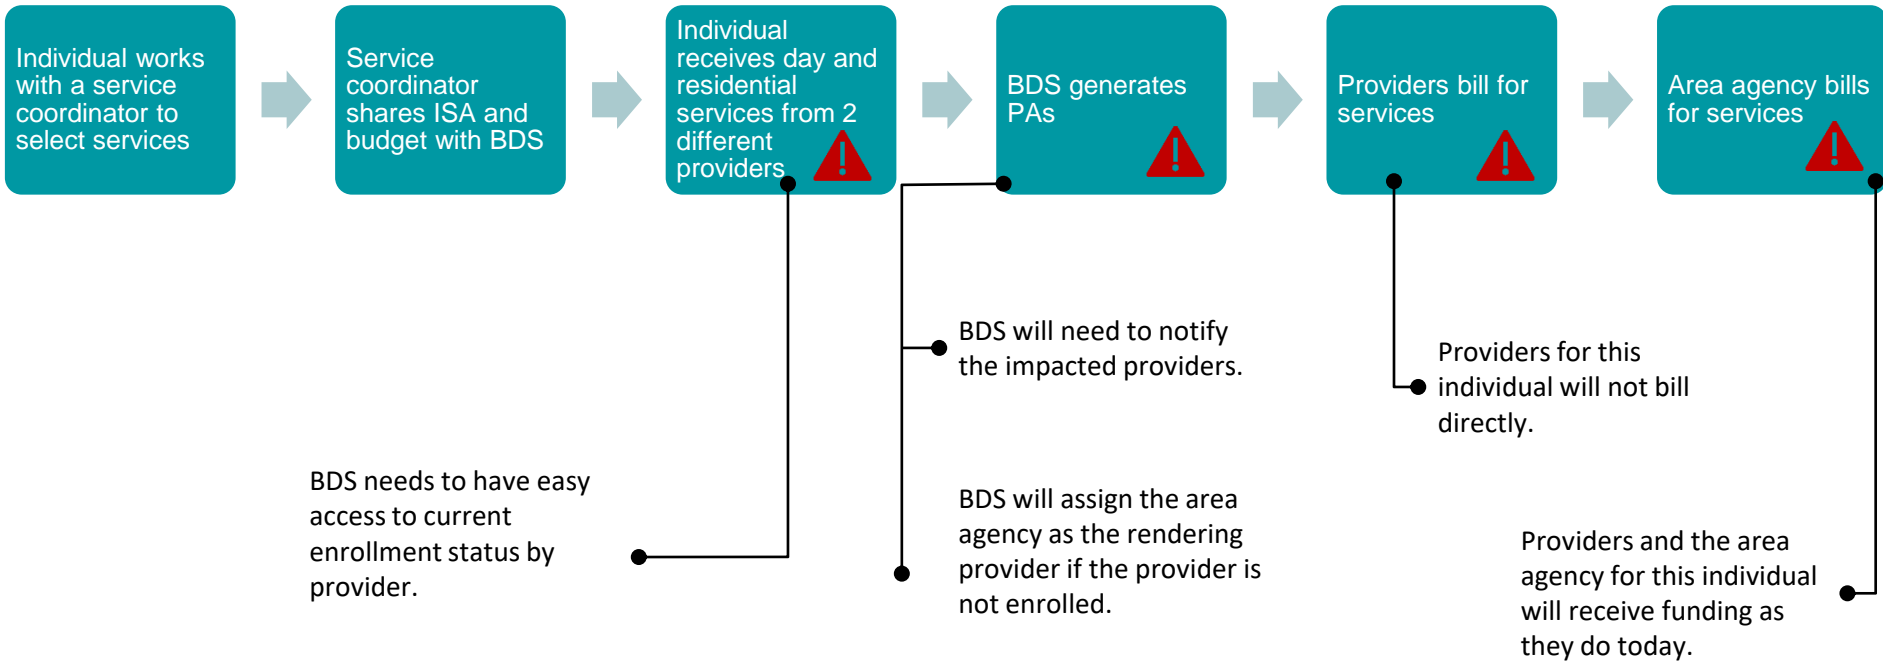 Individual works
with a service
coordinator to
select services
Service
coordinator
shares ISA and
budget with BDS
Individual
receives day and
residential
services from 2
different
providers
BDS generates
PAs
Providers bill for
services
Area agency bills
for services
BDS needs to have easy
access to current
enrollment status by
provider.
BDS will need to notify
the impacted providers.
BDS will assign the area
agency as the rendering
provider if the provider is
not enrolled.
Providers for this
individual will not bill
directly.
Providers and the area
agency for this individual
will receive funding as
they do today.